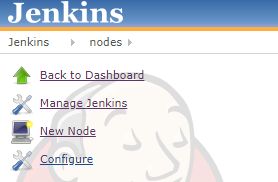 Jenkins
Jenkins nodes
Back to Dashboard
Manage Jenkins
New Node
Configure